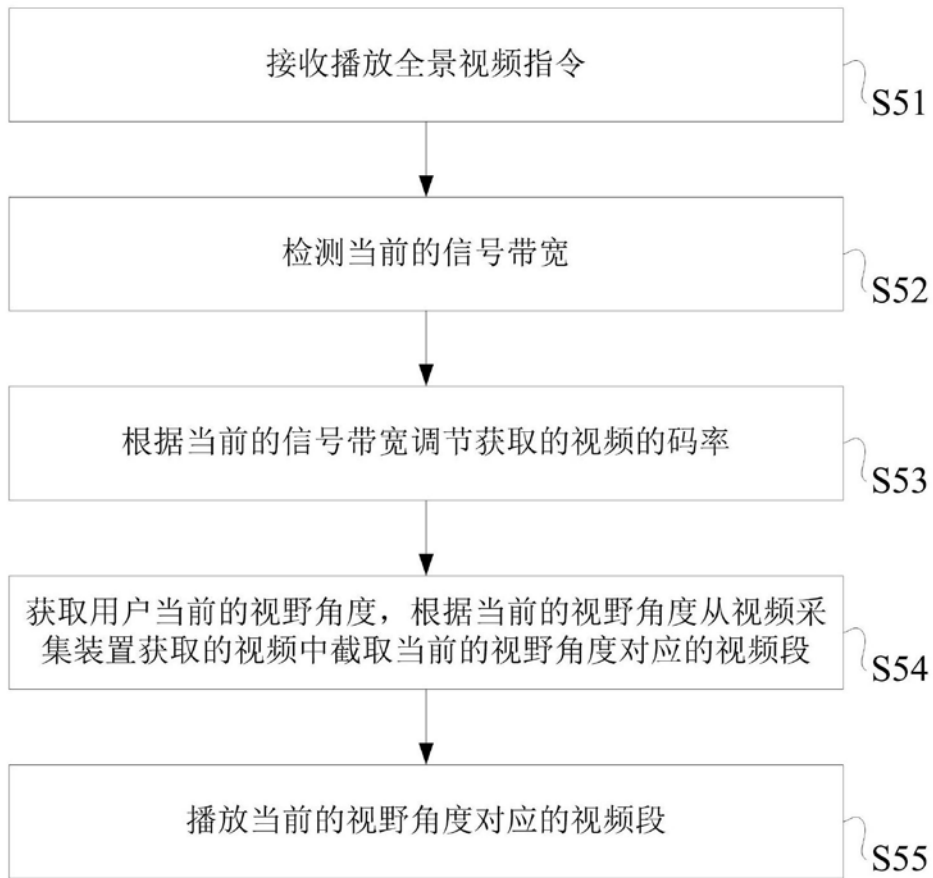 接收播放全景视频指令
S51
检测当前的信号带宽
S52
根据当前的信号带宽调节获取的视频的码率
S53
获取用户当前的视野角度，根据当前的视野角度从视频采
集装置获取的视频中截取当前的视野角度对应的视频段
S54
播放当前的视野角度对应的视频段
S55